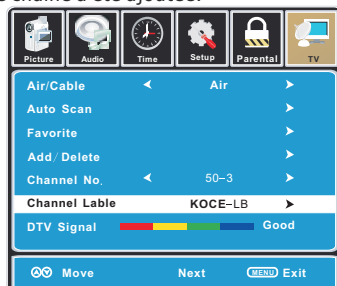 Picture Audio Time Setup Parental TV
Air/Cable Air
Auto Scan
Favorite
Add/Delete
Channel No. 50-3
Channel Lable KOCE-LB
DTV Signal Good
Move Next MENU Exit